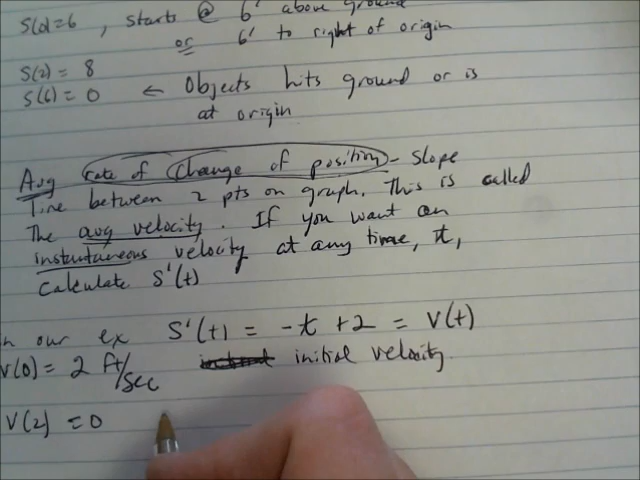 S(0)=6 , starts @ 6' above ground
or 6' to right of origin
S(2) = 8
S(6) = 0 ← Objects hits ground or is
at origin
Avg rate of change of position - slope
line between 2 pts on graph. This is called
the avg velocity. If you want an
instantaneous velocity at any time, t,
calculate S'(t)
in our ex S'(t) = -t +2 = V(t)
V(0) = 2 ft/sec initial velocity.
V(2) = 0